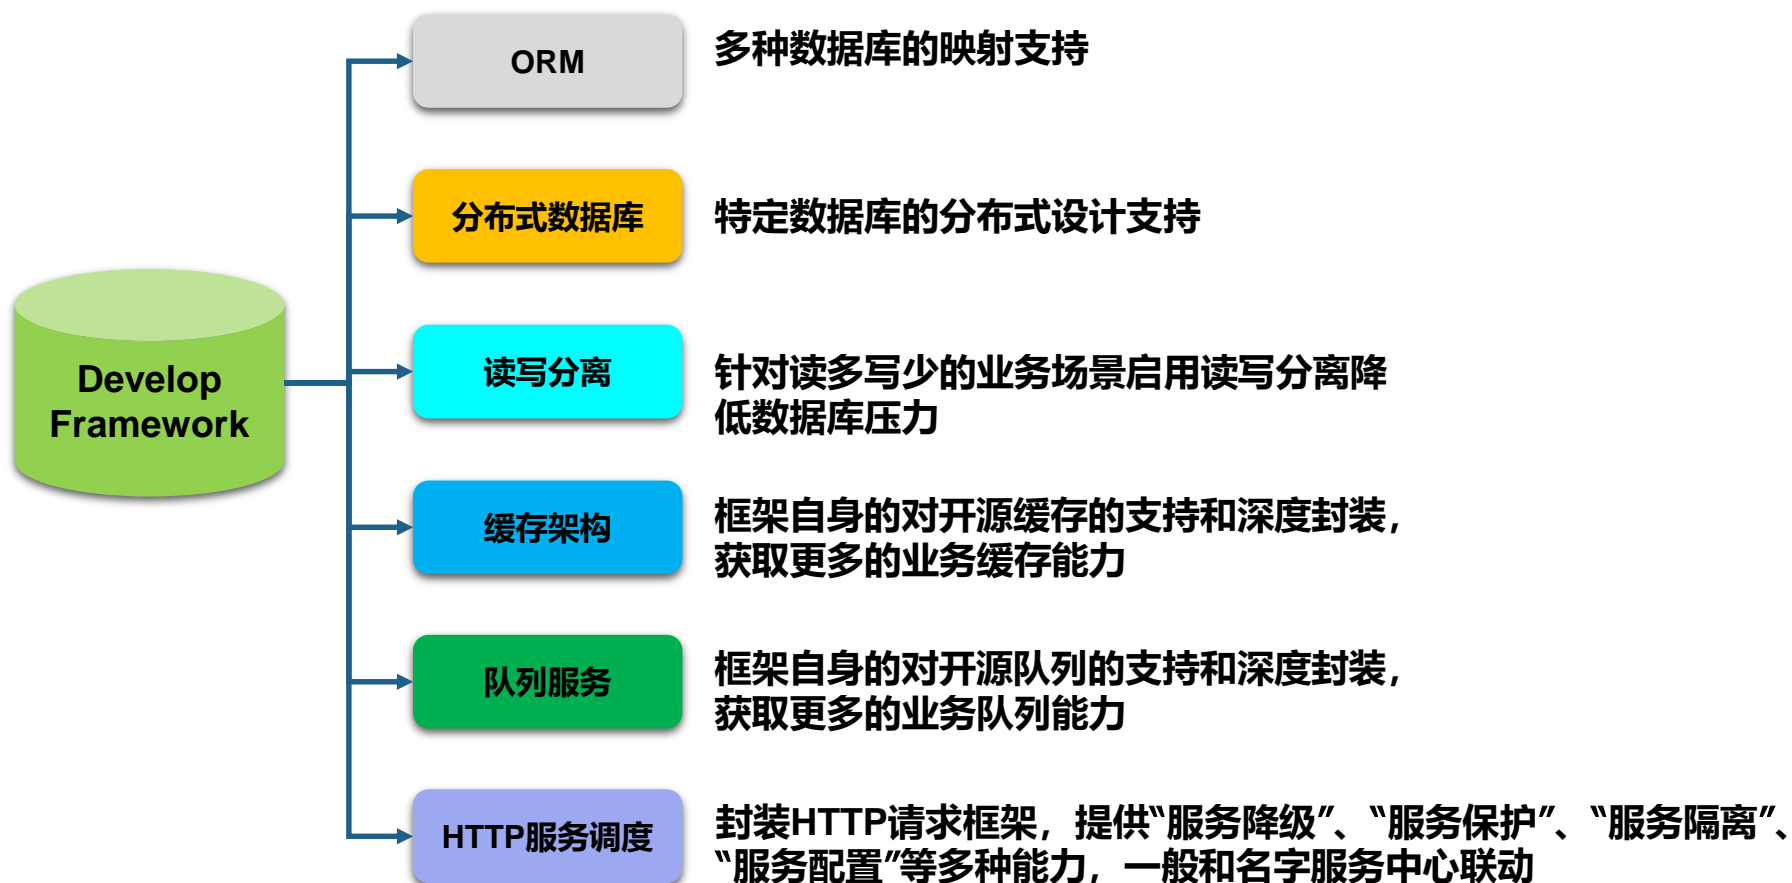 ORM
多种数据库的映射支持
分布式数据库
特定数据库的分布式设计支持
Develop
Framework
读写分离
针对读多写少的业务场景启用读写分离降
低数据库压力
缓存架构
框架自身的对开源缓存的支持和深度封装，
获取更多的业务缓存能力
队列服务
框架自身的对开源队列的支持和深度封装，
获取更多的业务队列能力
HTTP服务调度
封装HTTP请求框架，提供“服务降级”、“服务保护”、“服务隔离”、
“服务配置”等多种能力，一般和名字服务中心联动